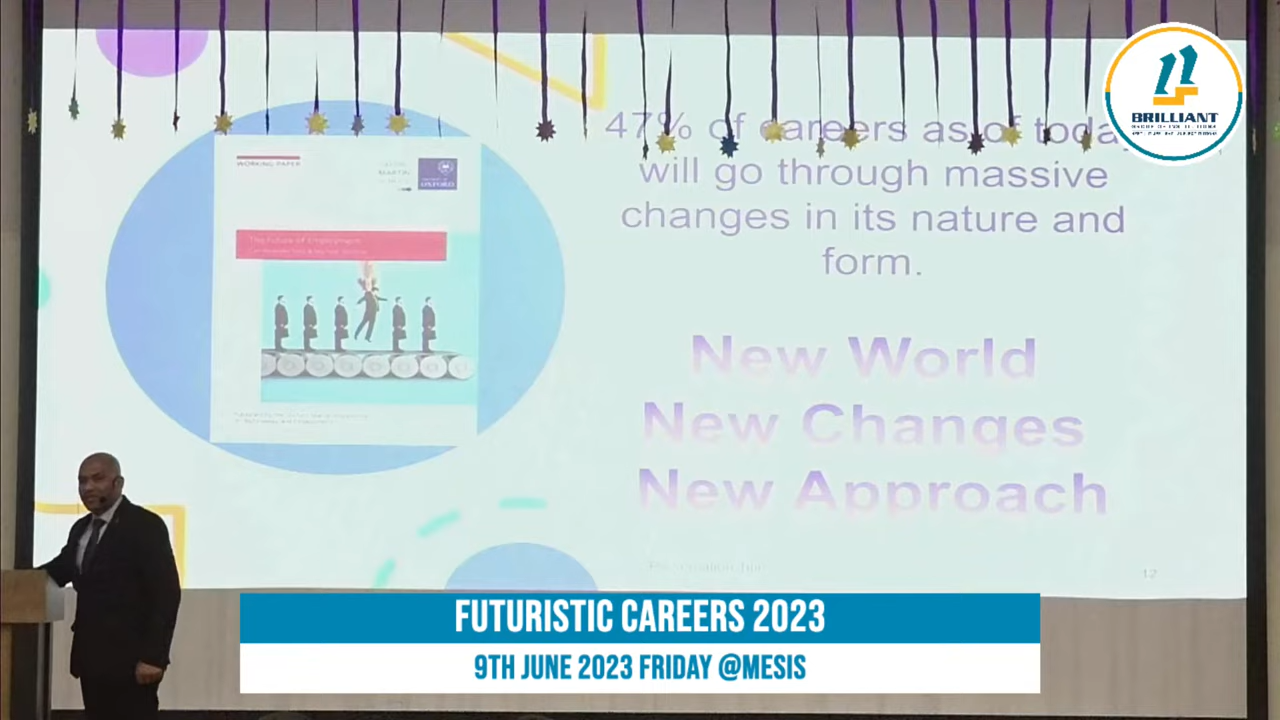 BRILLIANT
WORKING PAPER
MARTIN
OXFORD
The Future of Employment
47% of careers as of today
will go through massive
changes in its nature and
form.
New World
New Changes
New Approach
12
FUTURISTIC CAREERS 2023
9TH JUNE 2023 FRIDAY @MESIS